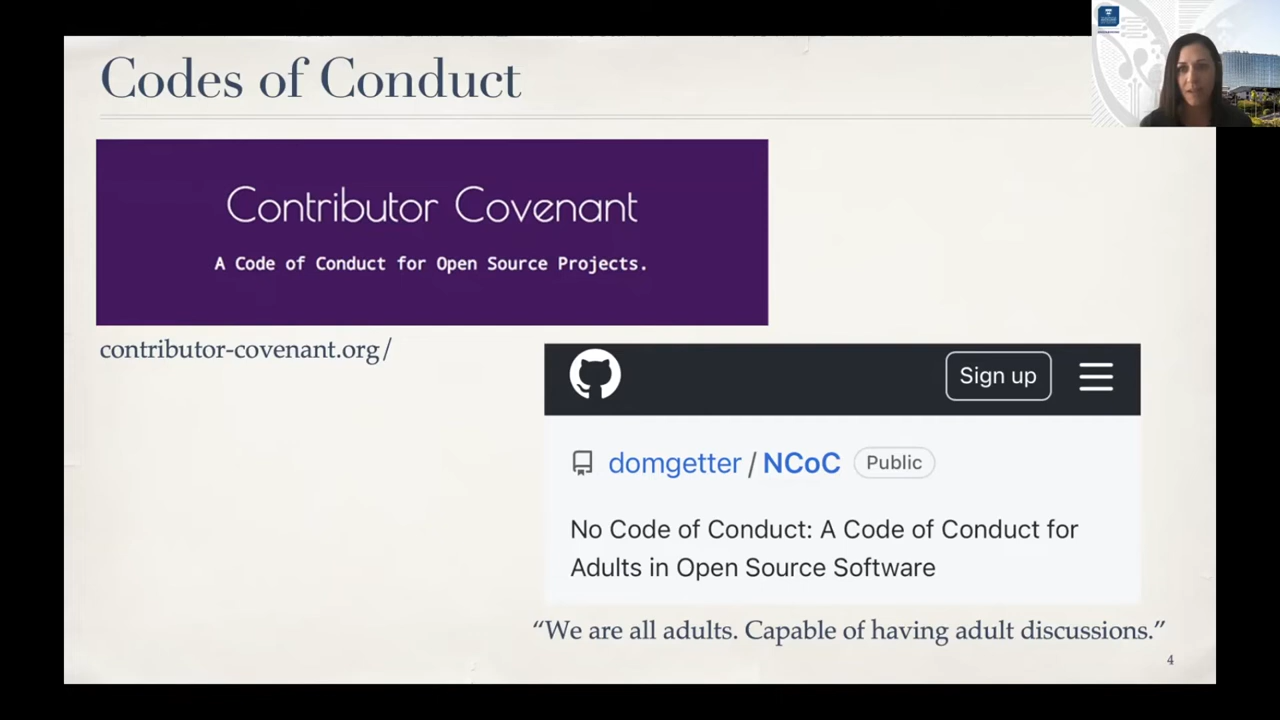 Codes of Conduct
Contributor Covenant
A Code of Conduct for Open Source Projects.
contributor-covenant.org/
Sign up
domgetter / NCoC Public
No Code of Conduct: A Code of Conduct for
Adults in Open Source Software
“We are all adults. Capable of having adult discussions.”
4